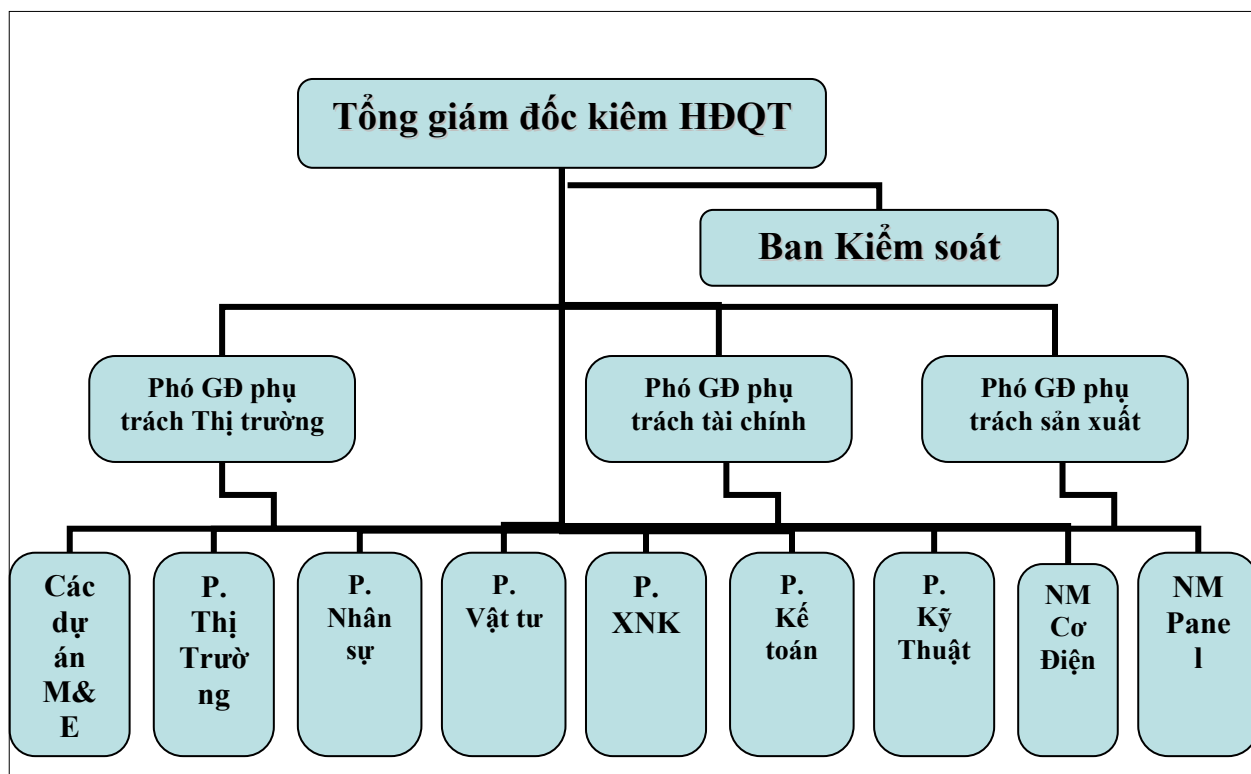 Tổng giám đốc kiêm HĐQT
Ban Kiểm soát
Phó GĐ phụ
trách Thị trường
Phó GĐ phụ
trách tài chính
Phó GĐ phụ
trách sản xuất
Các
dự
án
M&
E
P.
Thị
Trườ
ng
P.
Nhân
sự
P.
Vật tư
P.
XNK
P.
Kế
toán
P.
Kỹ
Thuật
NM
Cơ
Điện
NM
Pane
l